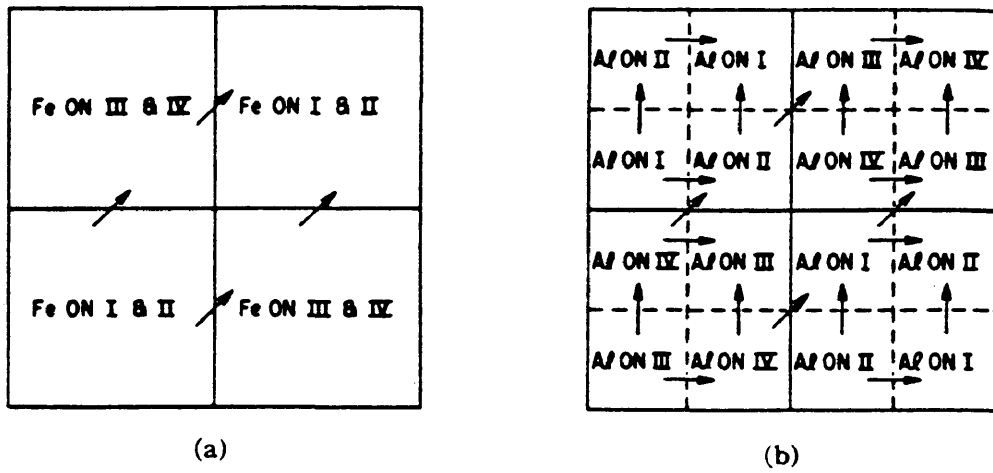 Fe ON III & IV Fe ON I & II
Fe ON I & II Fe ON III & IV
(a)
Al ON II Al ON I Al ON III Al ON IV
Al ON I Al ON II Al ON IV Al ON III
Al ON IV Al ON III Al ON I Al ON II
Al ON III Al ON IV Al ON II Al ON I
(b)